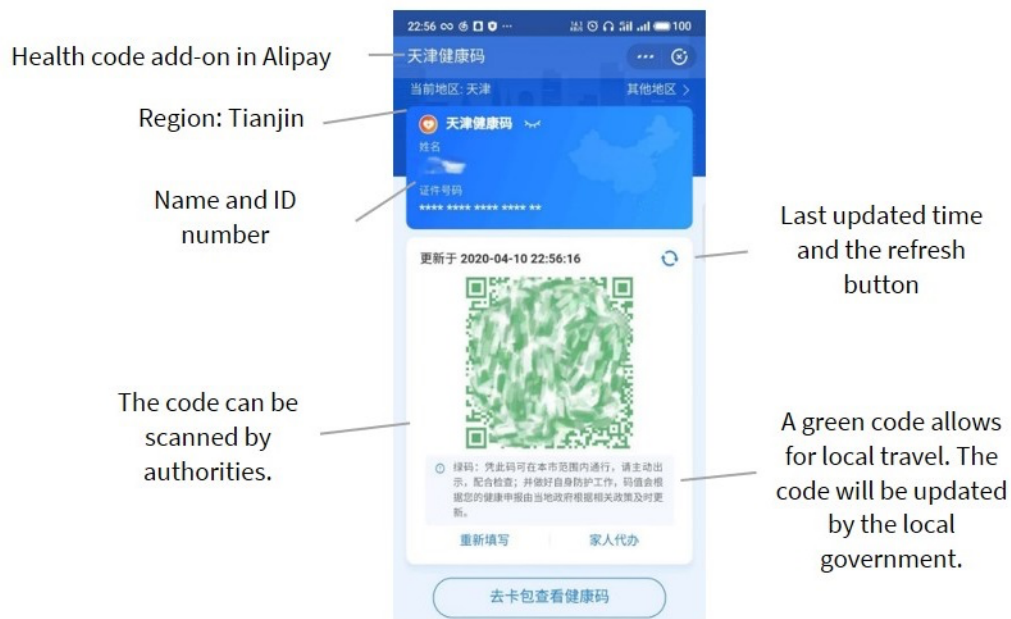 22:56 ... 100
Health code add-on in Alipay
天津健康码
当前地区: 天津 其他地区 >
Region: Tianjin
天津健康码
姓名
Name and ID
number
证件号码
**** **** **** **** **
Last updated time
and the refresh
button
更新于 2020-04-10 22:56:16
The code can be
scanned by
authorities.
A green code allows
for local travel. The
code will be updated
by the local
government.
绿码：凭此码可在本市范围内通行，请主动出
示，配合检查；并做好自身防护工作，码值会根
据您的健康申报由当地政府根据相关政策及时更
新。
重新填写 家人代办
去卡包查看健康码